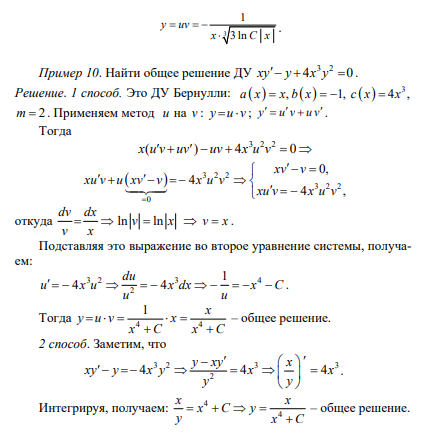 y = uv = − 1 / (x · ∛(3 ln C|x|)) .
Пример 10. Найти общее решение ДУ xy′ − y + 4x³y² = 0 .
Решение. 1 способ. Это ДУ Бернулли: a(x) = x, b(x) = −1, c(x) = 4x³,
m = 2 . Применяем метод u на v : y = u · v ; y′ = u′v + uv′ .
Тогда
x(u′v + uv′) − uv + 4x³u²v² = 0 ⇒
xu′v + u(xv′ − v) = − 4x³u²v² ⇒ { xv′ − v = 0,
=0
xu′v = − 4x³u²v²,
откуда dv/v = dx/x ⇒ ln|v| = ln|x| ⇒ v = x .
Подставляя это выражение во второе уравнение системы, получа-
ем:
u′ = − 4x³u² ⇒ du/u² = − 4x³dx ⇒ − 1/u = −x⁴ − C .
Тогда y = u · v = 1/(x⁴ + C) · x = x/(x⁴ + C) – общее решение.
2 способ. Заметим, что
xy′ − y = − 4x³y² ⇒ (y − xy′)/y² = 4x³ ⇒ (x/y)′ = 4x³.
Интегрируя, получаем: x/y = x⁴ + C ⇒ y = x/(x⁴ + C) – общее решение.